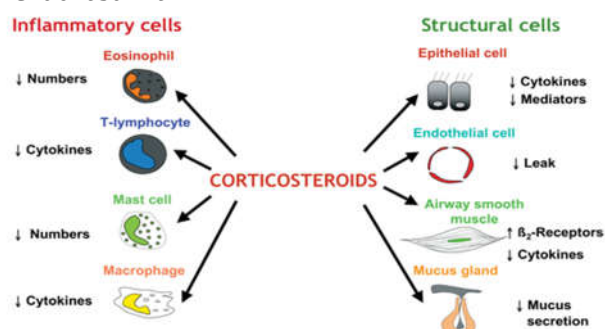 Inflammatory cells
Structural cells
Eosinophil
↓ Numbers
T-lymphocyte
↓ Cytokines
Mast cell
↓ Numbers
Macrophage
↓ Cytokines
CORTICOSTEROIDS
Epithelial cell
↓ Cytokines
↓ Mediators
Endothelial cell
↓ Leak
Airway smooth
muscle
↑ ß₂-Receptors
↓ Cytokines
Mucus gland
↓ Mucus
secretion